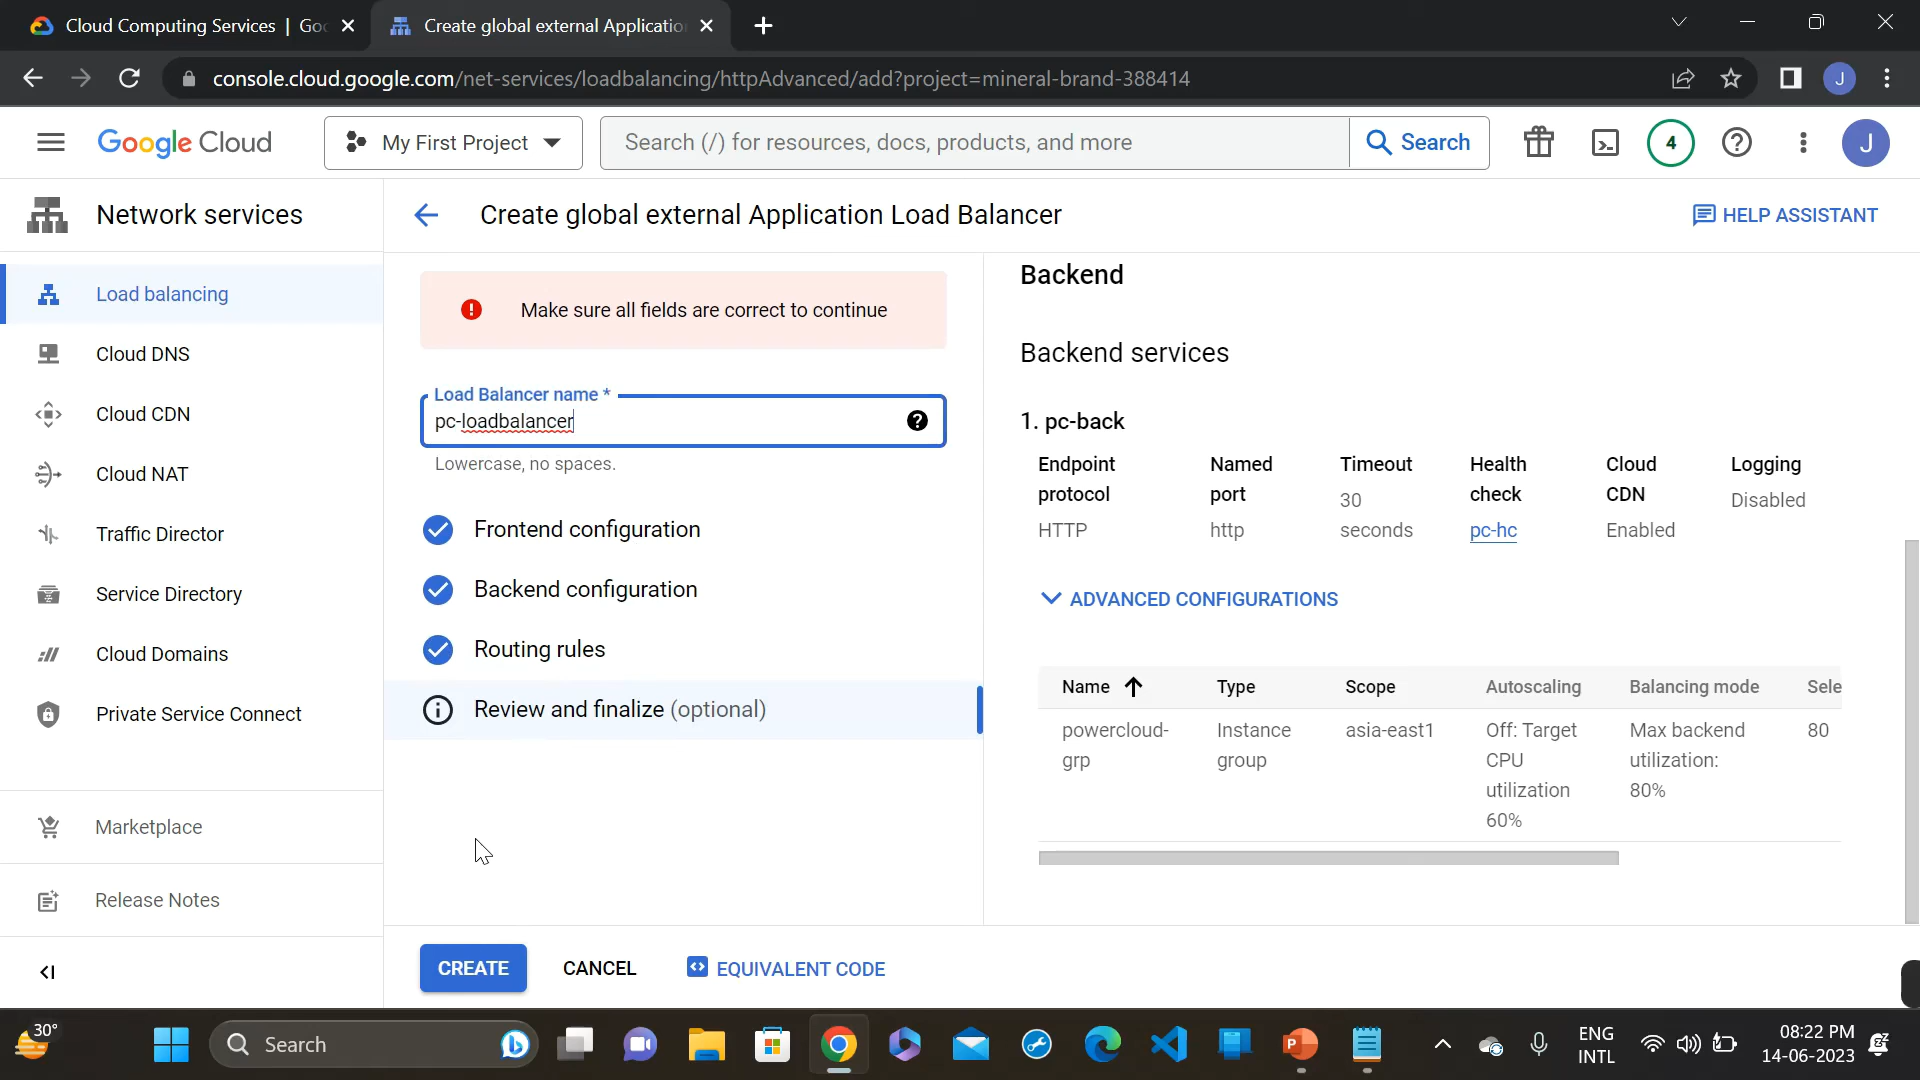 Cloud Computing Services | Goo
Create global external Applicatio
console.cloud.google.com/net-services/loadbalancing/httpAdvanced/add?project=mineral-brand-388414
J
Google Cloud
My First Project
Search (/) for resources, docs, products, and more
Search
4
J
Network services
Create global external Application Load Balancer
HELP ASSISTANT
Load balancing
Cloud DNS
Cloud CDN
Cloud NAT
Traffic Director
Service Directory
Cloud Domains
Private Service Connect
Marketplace
Release Notes
Make sure all fields are correct to continue
Load Balancer name *
pc-loadbalancer
Lowercase, no spaces.
Frontend configuration
Backend configuration
Routing rules
Review and finalize (optional)
Backend
Backend services
1. pc-back
Endpoint protocol
Named port
Timeout
Health check
Cloud CDN
Logging
HTTP
http
30 seconds
pc-hc
Enabled
Disabled
ADVANCED CONFIGURATIONS
Name
Type
Scope
Autoscaling
Balancing mode
Sele
powercloud-grp
Instance group
asia-east1
Off: Target CPU utilization 60%
Max backend utilization: 80%
80
CREATE
CANCEL
EQUIVALENT CODE
30°
Search
ENG
INTL
08:22 PM
14-06-2023